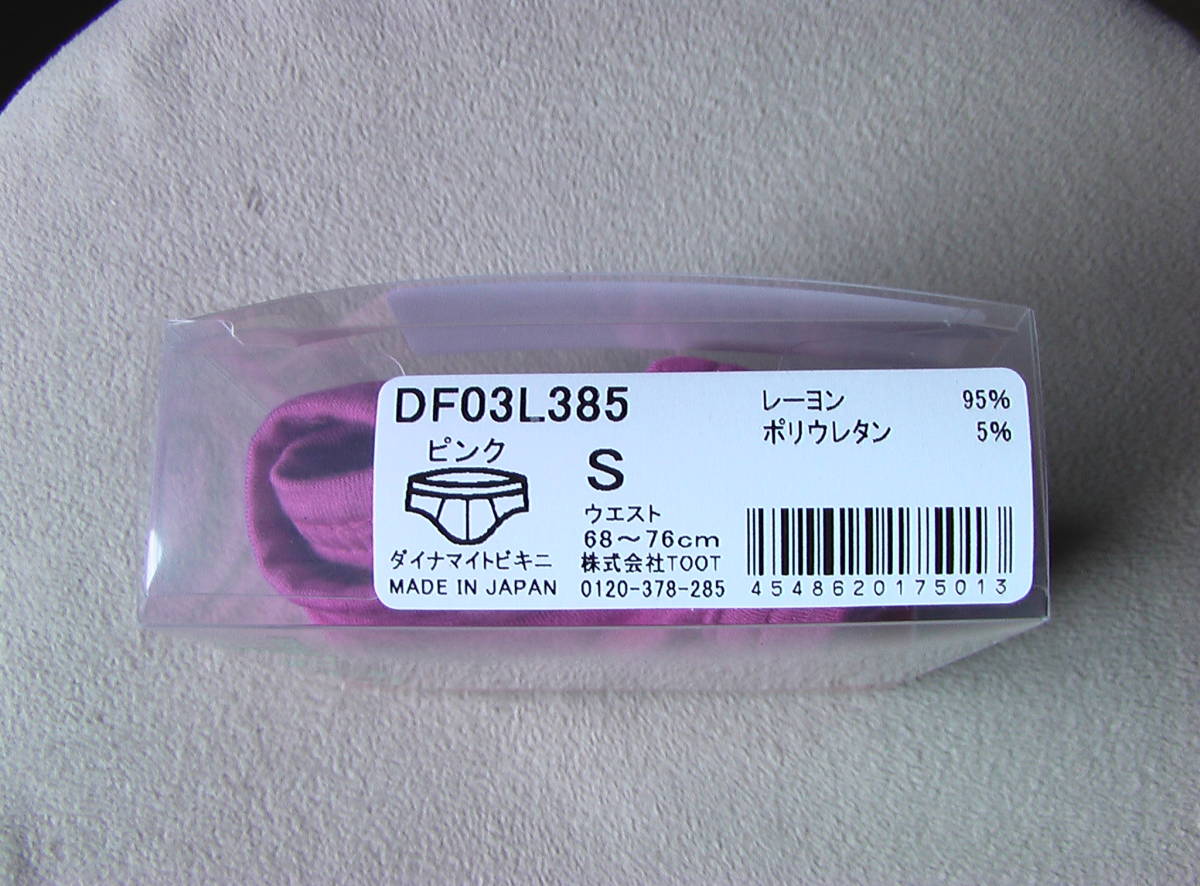 DF03L385
ピンク
ダイナマイトビキニ
MADE IN JAPAN
S
ウエスト
68～76cm
株式会社TOOT
0120-378-285
レーヨン 95%
ポリウレタン 5%
4548620175013